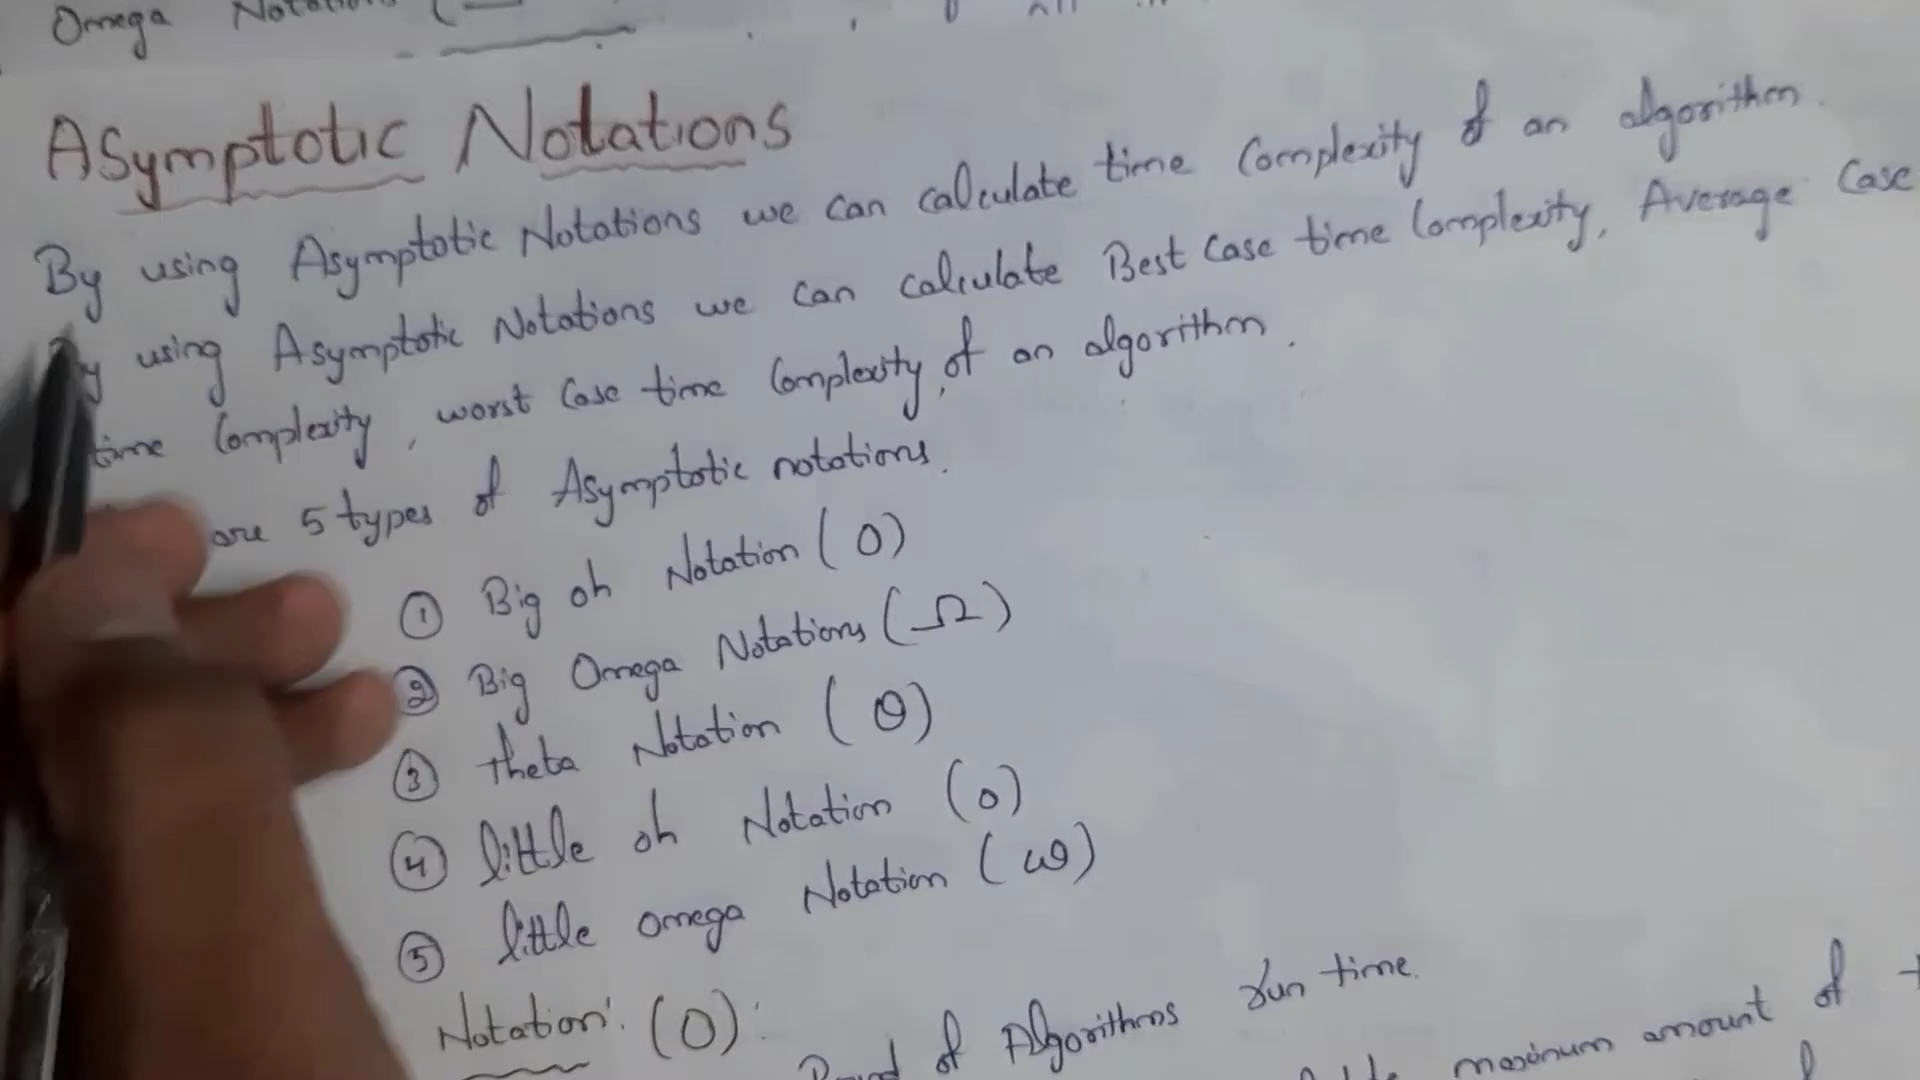 Omega Notation (
Asymptotic Notations
By using Asymptotic Notations we can calculate time Complexity of an algorithm.
By using Asymptotic Notations we can calculate Best Case time Complexity, Average Case
time Complexity, worst Case time Complexity of an algorithm.
are 5 types of Asymptotic notations.
① Big oh Notation (O)
② Big Omega Notations (Ω)
③ theta Notation (θ)
④ little oh Notation (o)
⑤ little omega Notation (ω)
Notation: (O):
of Algorithms run time.
maximum amount of